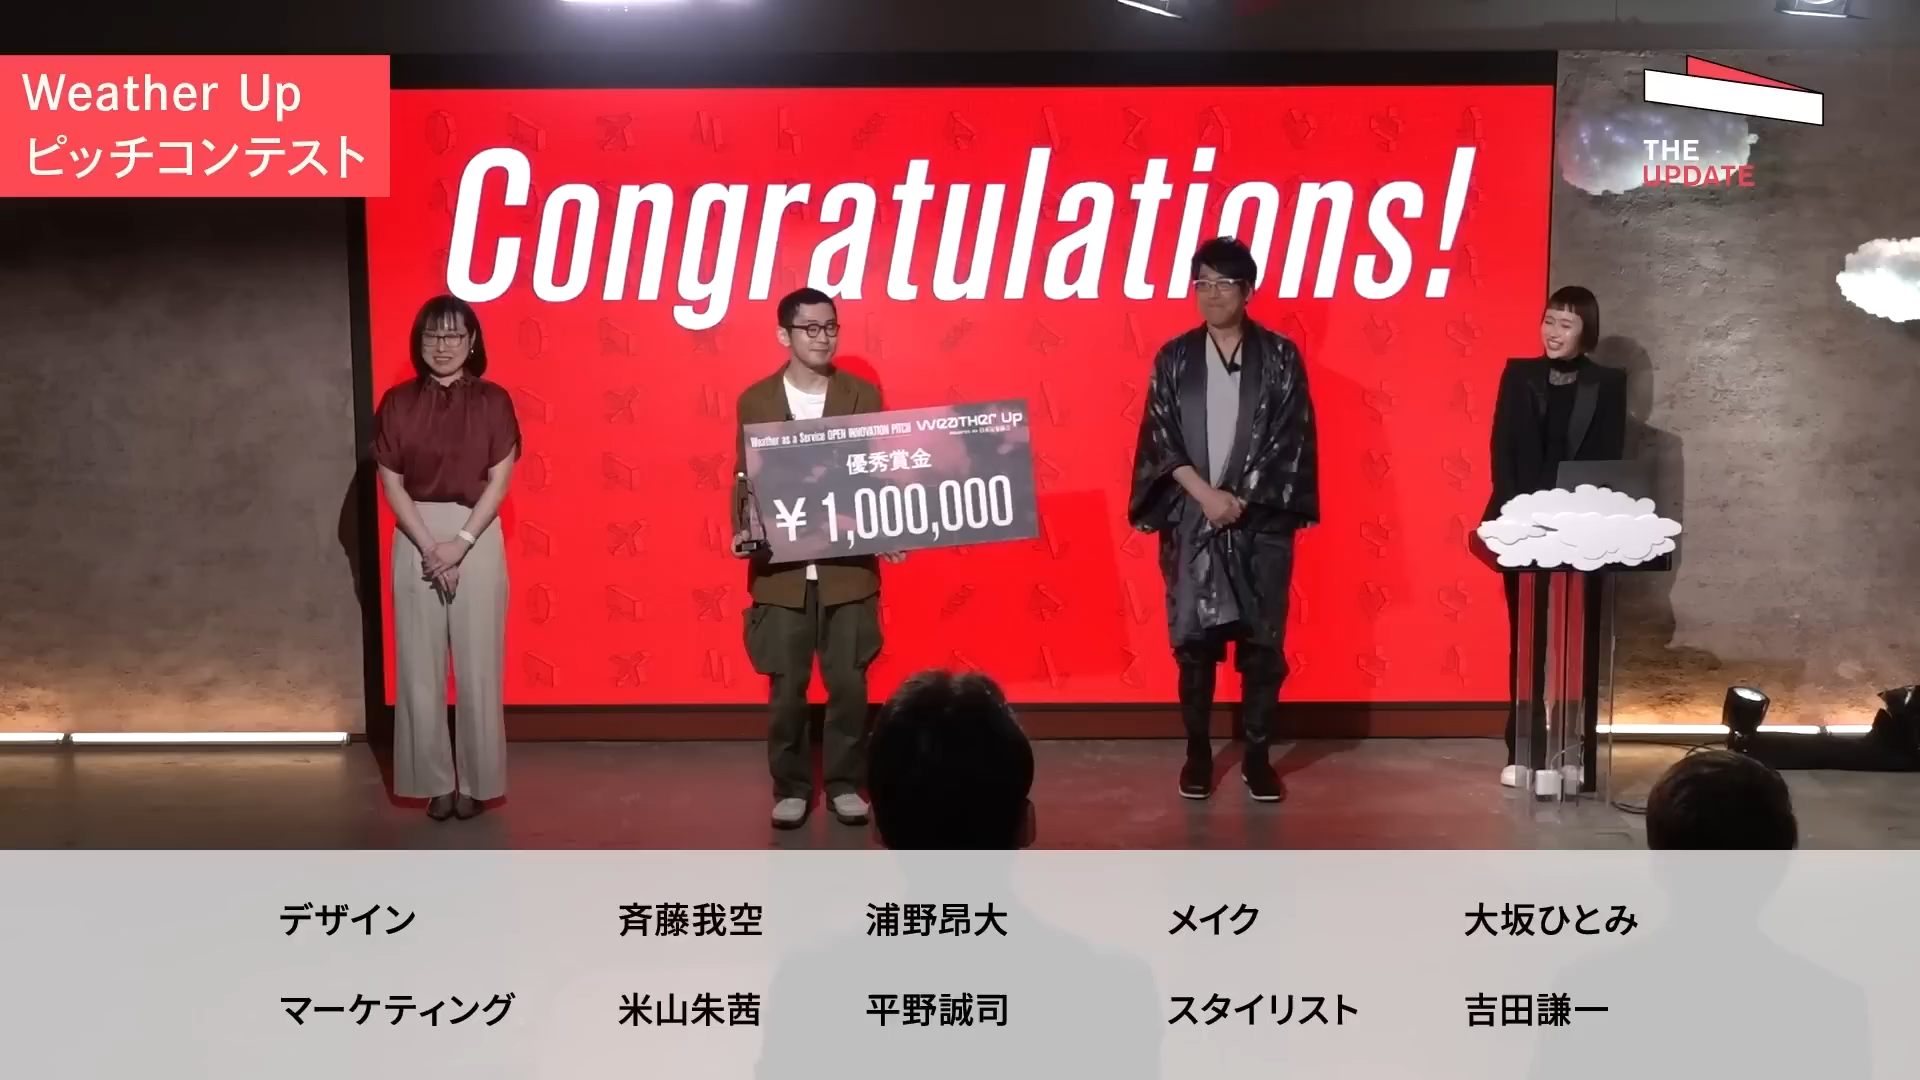 Weather Up
ピッチコンテスト
THE
UPDATE
Congratulations!
Weather as a Service OPEN INNOVATION PITCH Weather Up
優秀賞金
¥ 1,000,000
デザイン 斉藤我空 浦野昂大 メイク 大坂ひとみ
マーケティング 米山朱茜 平野誠司 スタイリスト 吉田謙一